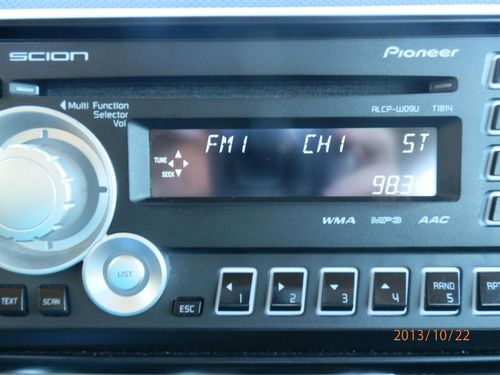 SCION
Pioneer
Multi Function
Selector
Vol
ALCP-W09U T1814
FM1 CH1 ST
TUNE
SEEK
98.3
WMA MP3 AAC
LIST
TEXT SCAN ESC 1 2 3 4 RAND 5 RPT
2013/10/22